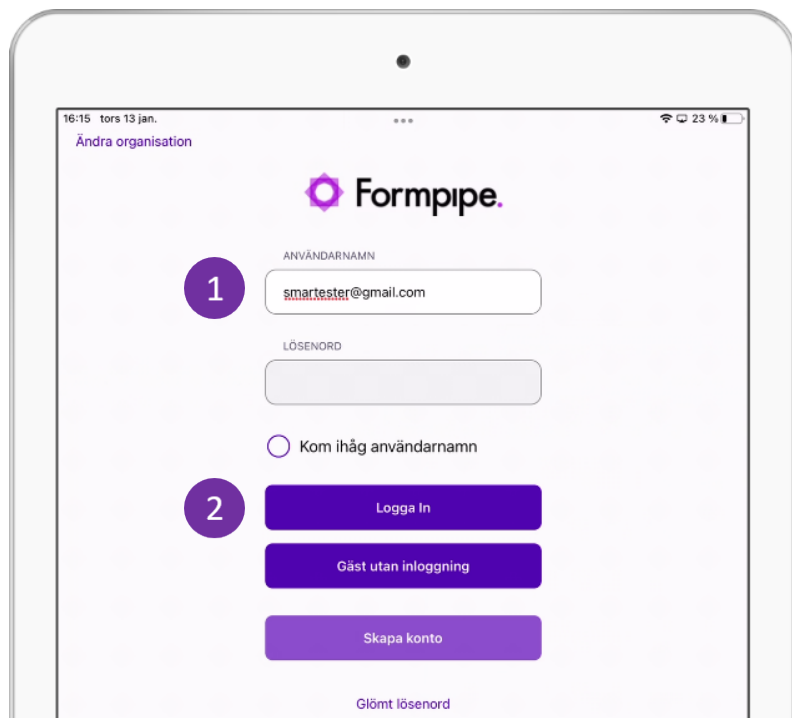 16:15 tors 13 jan.
23 %
Ändra organisation
Formpipe.
ANVÄNDARNAMN
1
smartester@gmail.com
LÖSENORD
Kom ihåg användarnamn
2
Logga In
Gäst utan inloggning
Skapa konto
Glömt lösenord